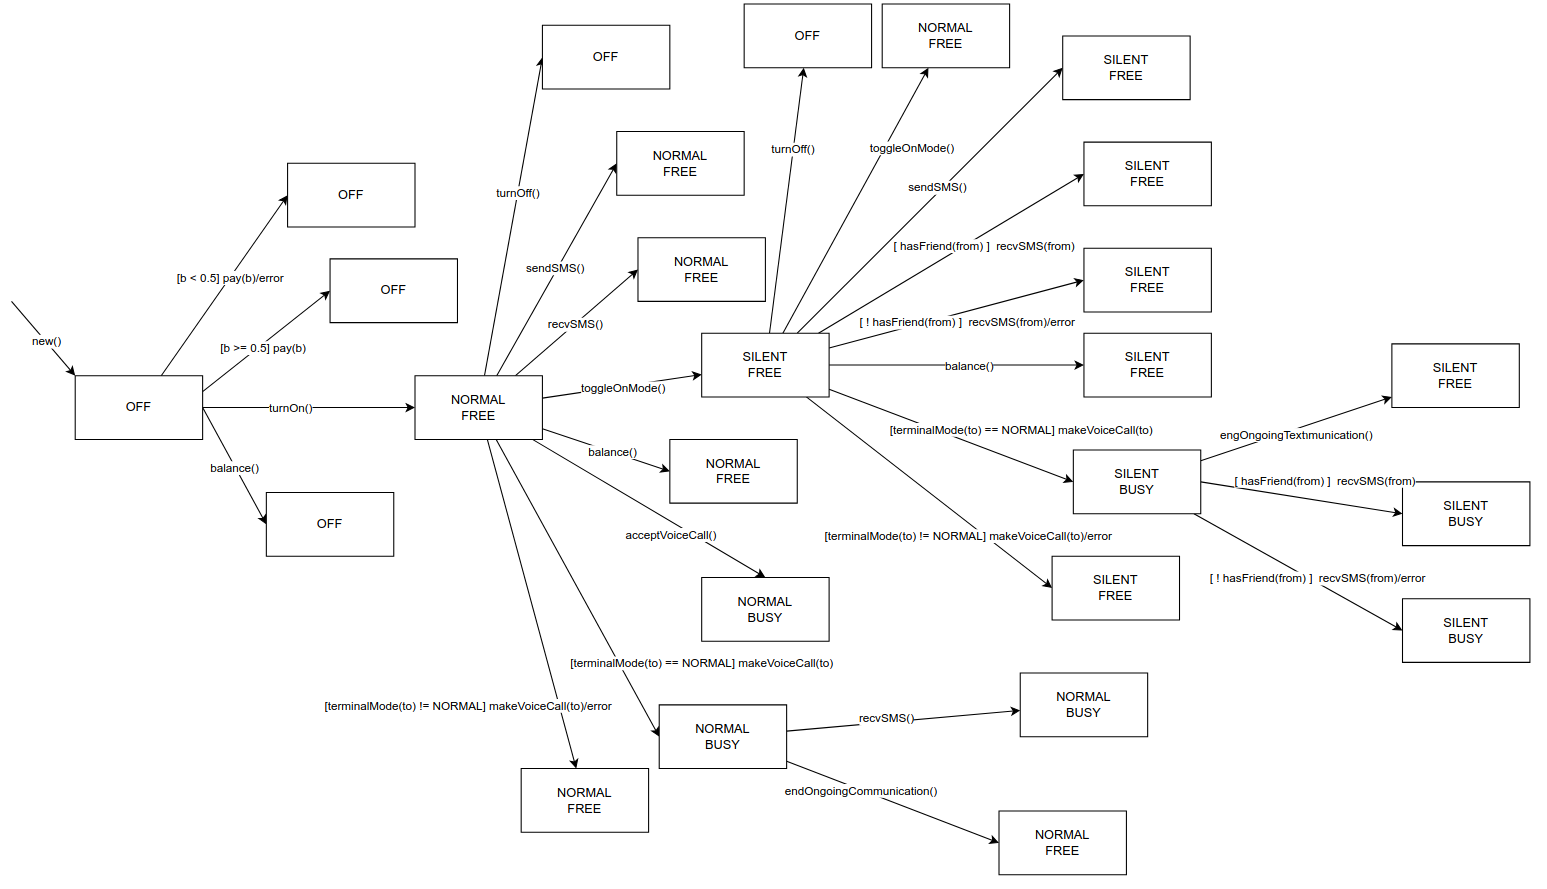 OFF
NORMAL
FREE
OFF
SILENT
FREE
turnOff()
toggleOnMode()
NORMAL
FREE
SILENT
FREE
OFF
turnOff()
sendSMS()
[ hasFriend(from) ]  recvSMS(from)
NORMAL
FREE
SILENT
FREE
sendSMS()
[b < 0.5] pay(b)/error
OFF
recvSMS()
[ ! hasFriend(from) ]  recvSMS(from)/error
new()
[b >= 0.5] pay(b)
SILENT
FREE
balance()
SILENT
FREE
SILENT
FREE
OFF
turnOn()
NORMAL
FREE
toggleOnMode()
[terminalMode(to) == NORMAL] makeVoiceCall(to)
engOngoingTextmunication()
balance()
balance()
NORMAL
FREE
SILENT
BUSY
[ hasFriend(from) ]  recvSMS(from)
SILENT
BUSY
OFF
acceptVoiceCall()
[terminalMode(to) != NORMAL] makeVoiceCall(to)/error
SILENT
FREE
[ ! hasFriend(from) ]  recvSMS(from)/error
NORMAL
BUSY
SILENT
BUSY
[terminalMode(to) == NORMAL] makeVoiceCall(to)
[terminalMode(to) != NORMAL] makeVoiceCall(to)/error
NORMAL
BUSY
recvSMS()
NORMAL
BUSY
endOngoingCommunication()
NORMAL
FREE
NORMAL
FREE